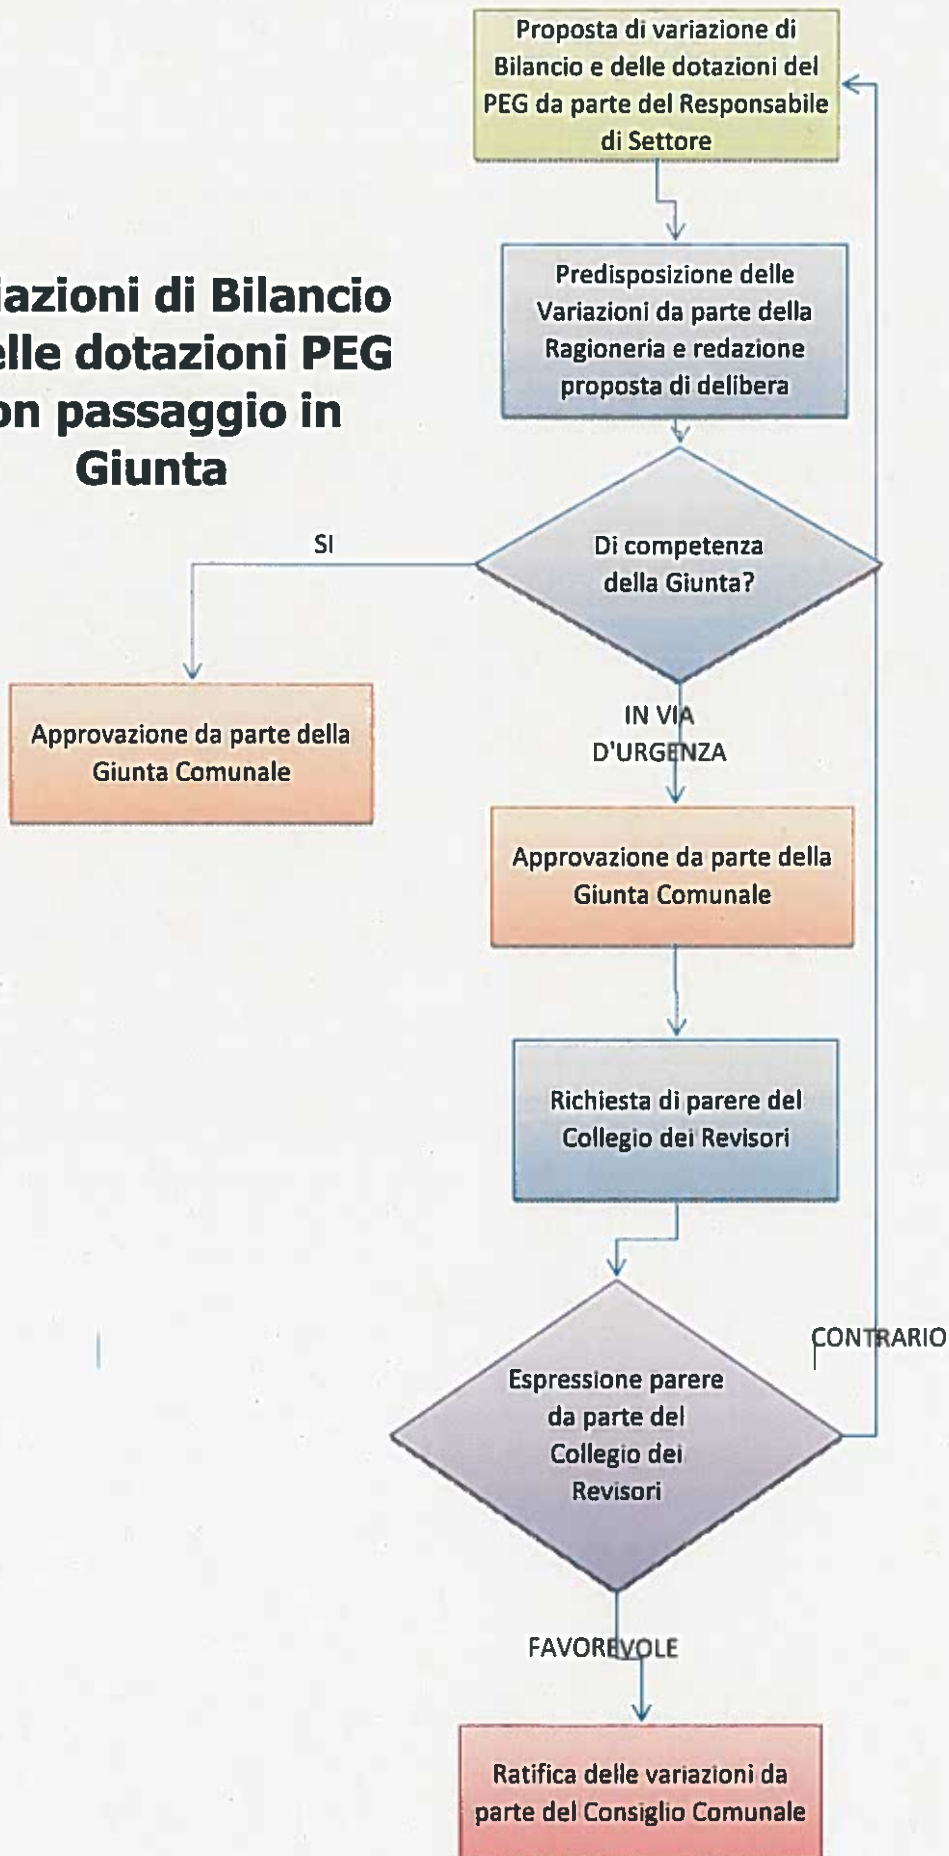 Proposta di variazione di
Bilancio e delle dotazioni del
PEG da parte del Responsabile
di Settore
Predisposizione delle
Variazioni da parte della
Ragioneria e redazione
proposta di delibera
iazioni di Bilancio
elle dotazioni PEG
on passaggio in
Giunta
SI
Di competenza
della Giunta?
Approvazione da parte della
Giunta Comunale
IN VIA
D'URGENZA
Approvazione da parte della
Giunta Comunale
Richiesta di parere del
Collegio dei Revisori
CONTRARIO
Espressione parere
da parte del
Collegio dei
Revisori
FAVOREVOLE
Ratifica delle variazioni da
parte del Consiglio Comunale